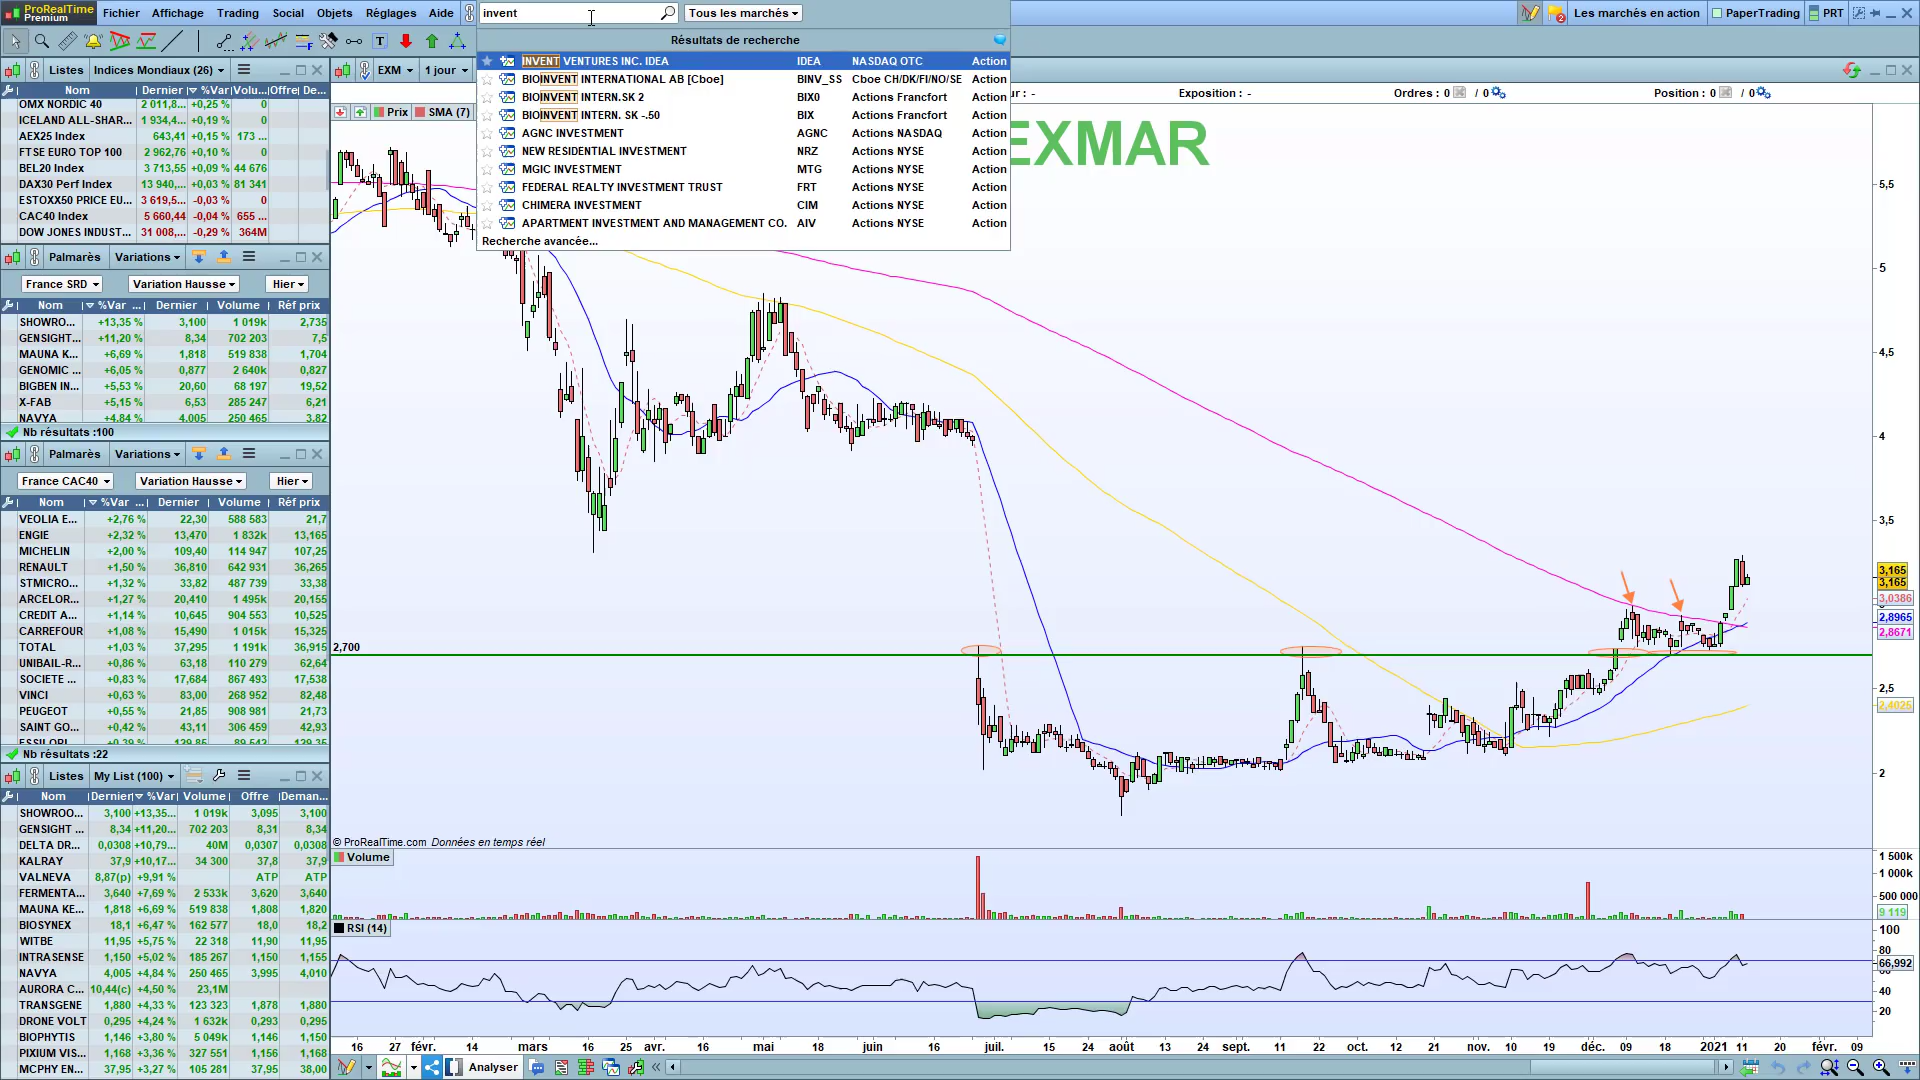 ProRealTime
Premium
Fichier Affichage Trading Social Objets Réglages Aide
invent
Tous les marchés
2
Les marchés en action
PaperTrading
PRT
Résultats de recherche
INVENT VENTURES INC. IDEA IDEA NASDAQ OTC Action
BIOINVENT INTERNATIONAL AB [Cboe] BINV_SS Cboe CH/DK/FI/NO/SE Action
BIOINVENT INTERN.SK 2 BIX0 Actions Francfort Action
BIOINVENT INTERN. SK -.50 BIX Actions Francfort Action
AGNC INVESTMENT AGNC Actions NASDAQ Action
NEW RESIDENTIAL INVESTMENT NRZ Actions NYSE Action
MGIC INVESTMENT MTG Actions NYSE Action
FEDERAL REALTY INVESTMENT TRUST FRT Actions NYSE Action
CHIMERA INVESTMENT CIM Actions NYSE Action
APARTMENT INVESTMENT AND MANAGEMENT CO. AIV Actions NYSE Action
Recherche avancée...
Listes Indices Mondiaux (26)
Nom Dernier %Var Volume Offre De...
OMX NORDIC 40 2 011,8... +0,25 % 0
ICELAND ALL-SHAR... 1 934,4... +0,19 % 0
AEX25 Index 643,41 +0,15 % 173 ...
FTSE EURO TOP 100 2 962,76 +0,10 % 0
BEL20 Index 3 713,55 +0,09 % 44 676
DAX30 Perf Index 13 940,... +0,03 % 81 341
ESTOXX50 PRICE EU... 3 619,5... -0,03 % 0
CAC40 Index 5 660,44 -0,04 % 655 ...
DOW JONES INDUST... 31 008,... -0,29 % 364M
Palmarès Variations
France SRD Variation Hausse Hier
Nom %Var ... Dernier Volume Réf prix
SHOWRO... +13,35 % 3,100 1 019k 2,735
GENSIGHT... +11,20 % 8,34 702 203 7,5
MAUNA K... +6,69 % 1,818 519 838 1,704
GENOMIC ... +6,05 % 0,877 2 640k 0,827
BIGBEN IN... +5,53 % 20,60 68 197 19,52
X-FAB +5,15 % 6,53 285 247 6,21
NAVYA +4,84 % 4,005 250 465 3,82
Nb résultats :100
Palmarès Variations
France CAC40 Variation Hausse Hier
Nom %Var ... Dernier Volume Réf prix
VEOLIA E... +2,76 % 22,30 588 583 21,7
ENGIE +2,32 % 13,470 1 832k 13,165
MICHELIN +2,00 % 109,40 114 947 107,25
RENAULT +1,50 % 36,810 642 931 36,265
STMICRO... +1,32 % 33,82 487 739 33,38
ARCELOR... +1,27 % 20,410 1 495k 20,155
CREDIT A... +1,14 % 10,645 904 553 10,525
CARREFOUR +1,08 % 15,490 1 015k 15,325
TOTAL +1,03 % 37,295 1 191k 36,915
UNIBAIL-R... +0,86 % 63,18 110 279 62,64
SOCIETE ... +0,83 % 17,684 867 493 17,538
VINCI +0,63 % 83,00 268 952 82,48
PEUGEOT +0,55 % 21,85 908 981 21,73
SAINT GO... +0,42 % 43,11 306 459 42,93
ESSILORL... +0,39 % 129,85 89 542 129,35
Nb résultats :22
Listes My List (100)
Nom Dernier %Var Volume Offre Deman...
SHOWROO... 3,100 +13,35... 1 019k 3,095 3,100
GENSIGHT ... 8,34 +11,20... 702 203 8,31 8,34
DELTA DR... 0,0308 +10,79... 40M 0,0307 0,0308
KALRAY 37,9 +10,17... 34 300 37,8 37,9
VALNEVA 8,87(p) +9,91 % ATP ATP
FERMENTA... 3,640 +7,69 % 2 533k 3,620 3,640
MAUNA KE... 1,818 +6,69 % 519 838 1,808 1,820
BIOSYNEX 18,1 +6,47 % 162 577 18,0 18,2
WITBE 11,95 +5,75 % 22 318 11,90 11,95
INTRASENSE 1,150 +5,02 % 185 267 1,150 1,155
NAVYA 4,005 +4,84 % 250 465 3,995 4,010
AURORA C... 10,44(c) +4,50 % 23,1M
TRANSGENE 1,880 +4,33 % 123 323 1,878 1,880
DRONE VOLT 0,295 +4,24 % 1 632k 0,293 0,295
BIOPHYTIS 1,146 +3,80 % 5 049k 1,146 1,149
PIXIUM VIS... 1,168 +3,36 % 327 551 1,156 1,168
MCPHY EN... 37,95 +3,27 % 105 281 37,95 38,00
EXM 1 jour
ur : - Exposition : - Ordres : 0 / 0 Position : 0 / 0
Prix SMA (7)
EXMAR
5,5
5
4,5
4
3,5
3,165
3,165
3,0386
2,8965
2,8671
2,700
2,5
2,4025
2
© ProRealTime.com Données en temps réel
Volume
1 500k
1 000k
500 000
9 119
RSI (14)
100
80
66,992
40
20
16 27 févr. 14 mars 16 25 avr. 16 mai 18 juin 16 juil. 15 24 août 13 24 sept. 11 22 oct. 12 21 nov. 10 19 déc. 09 18 2021 11 20 févr. 09
Analyser